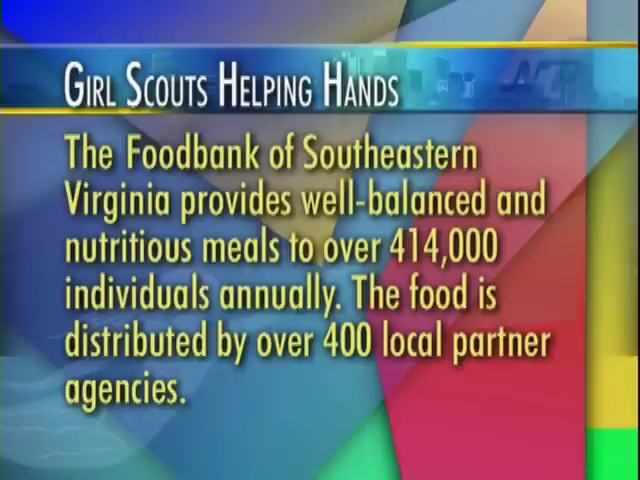 GIRL SCOUTS HELPING HANDS
The Foodbank of Southeastern
Virginia provides well-balanced and
nutritious meals to over 414,000
individuals annually. The food is
distributed by over 400 local partner
agencies.